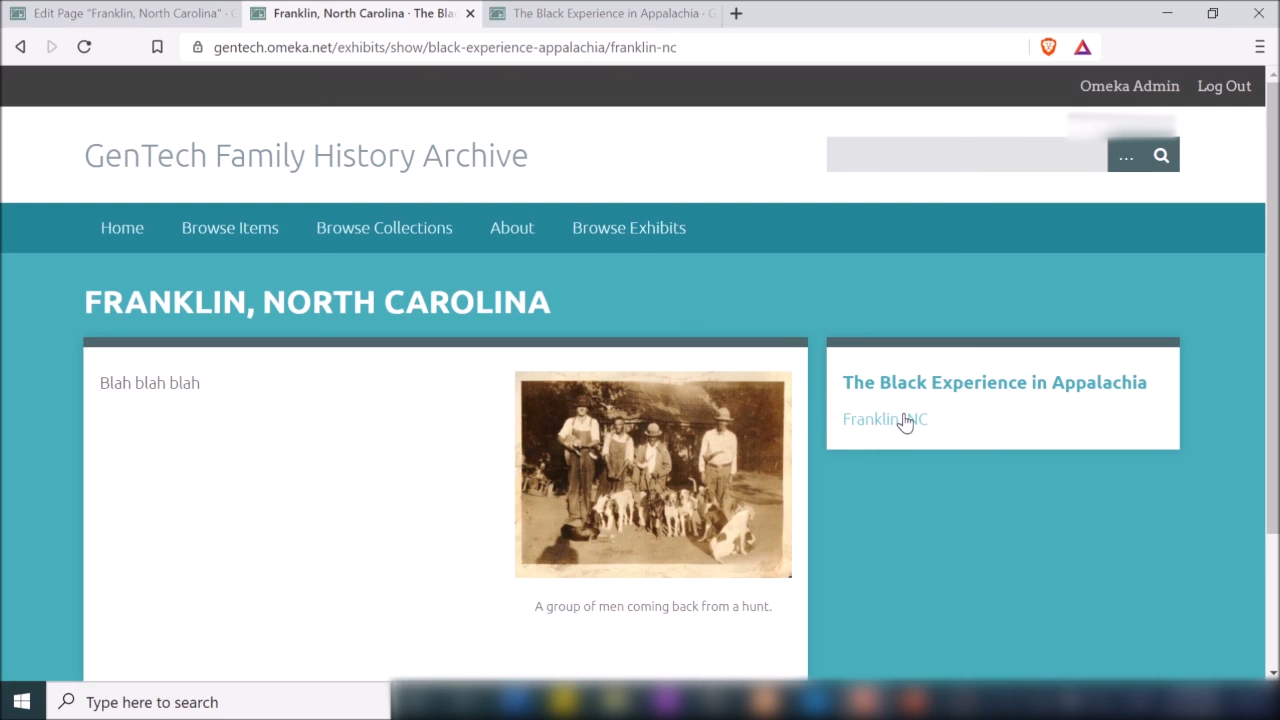 Edit Page "Franklin, North Carolina" ·
Franklin, North Carolina · The Bla
The Black Experience in Appalachia · G
gentech.omeka.net/exhibits/show/black-experience-appalachia/franklin-nc
Omeka Admin Log Out
GenTech Family History Archive
...
Home Browse Items Browse Collections About Browse Exhibits
FRANKLIN, NORTH CAROLINA
Blah blah blah
The Black Experience in Appalachia
Franklin, NC
A group of men coming back from a hunt.
Type here to search